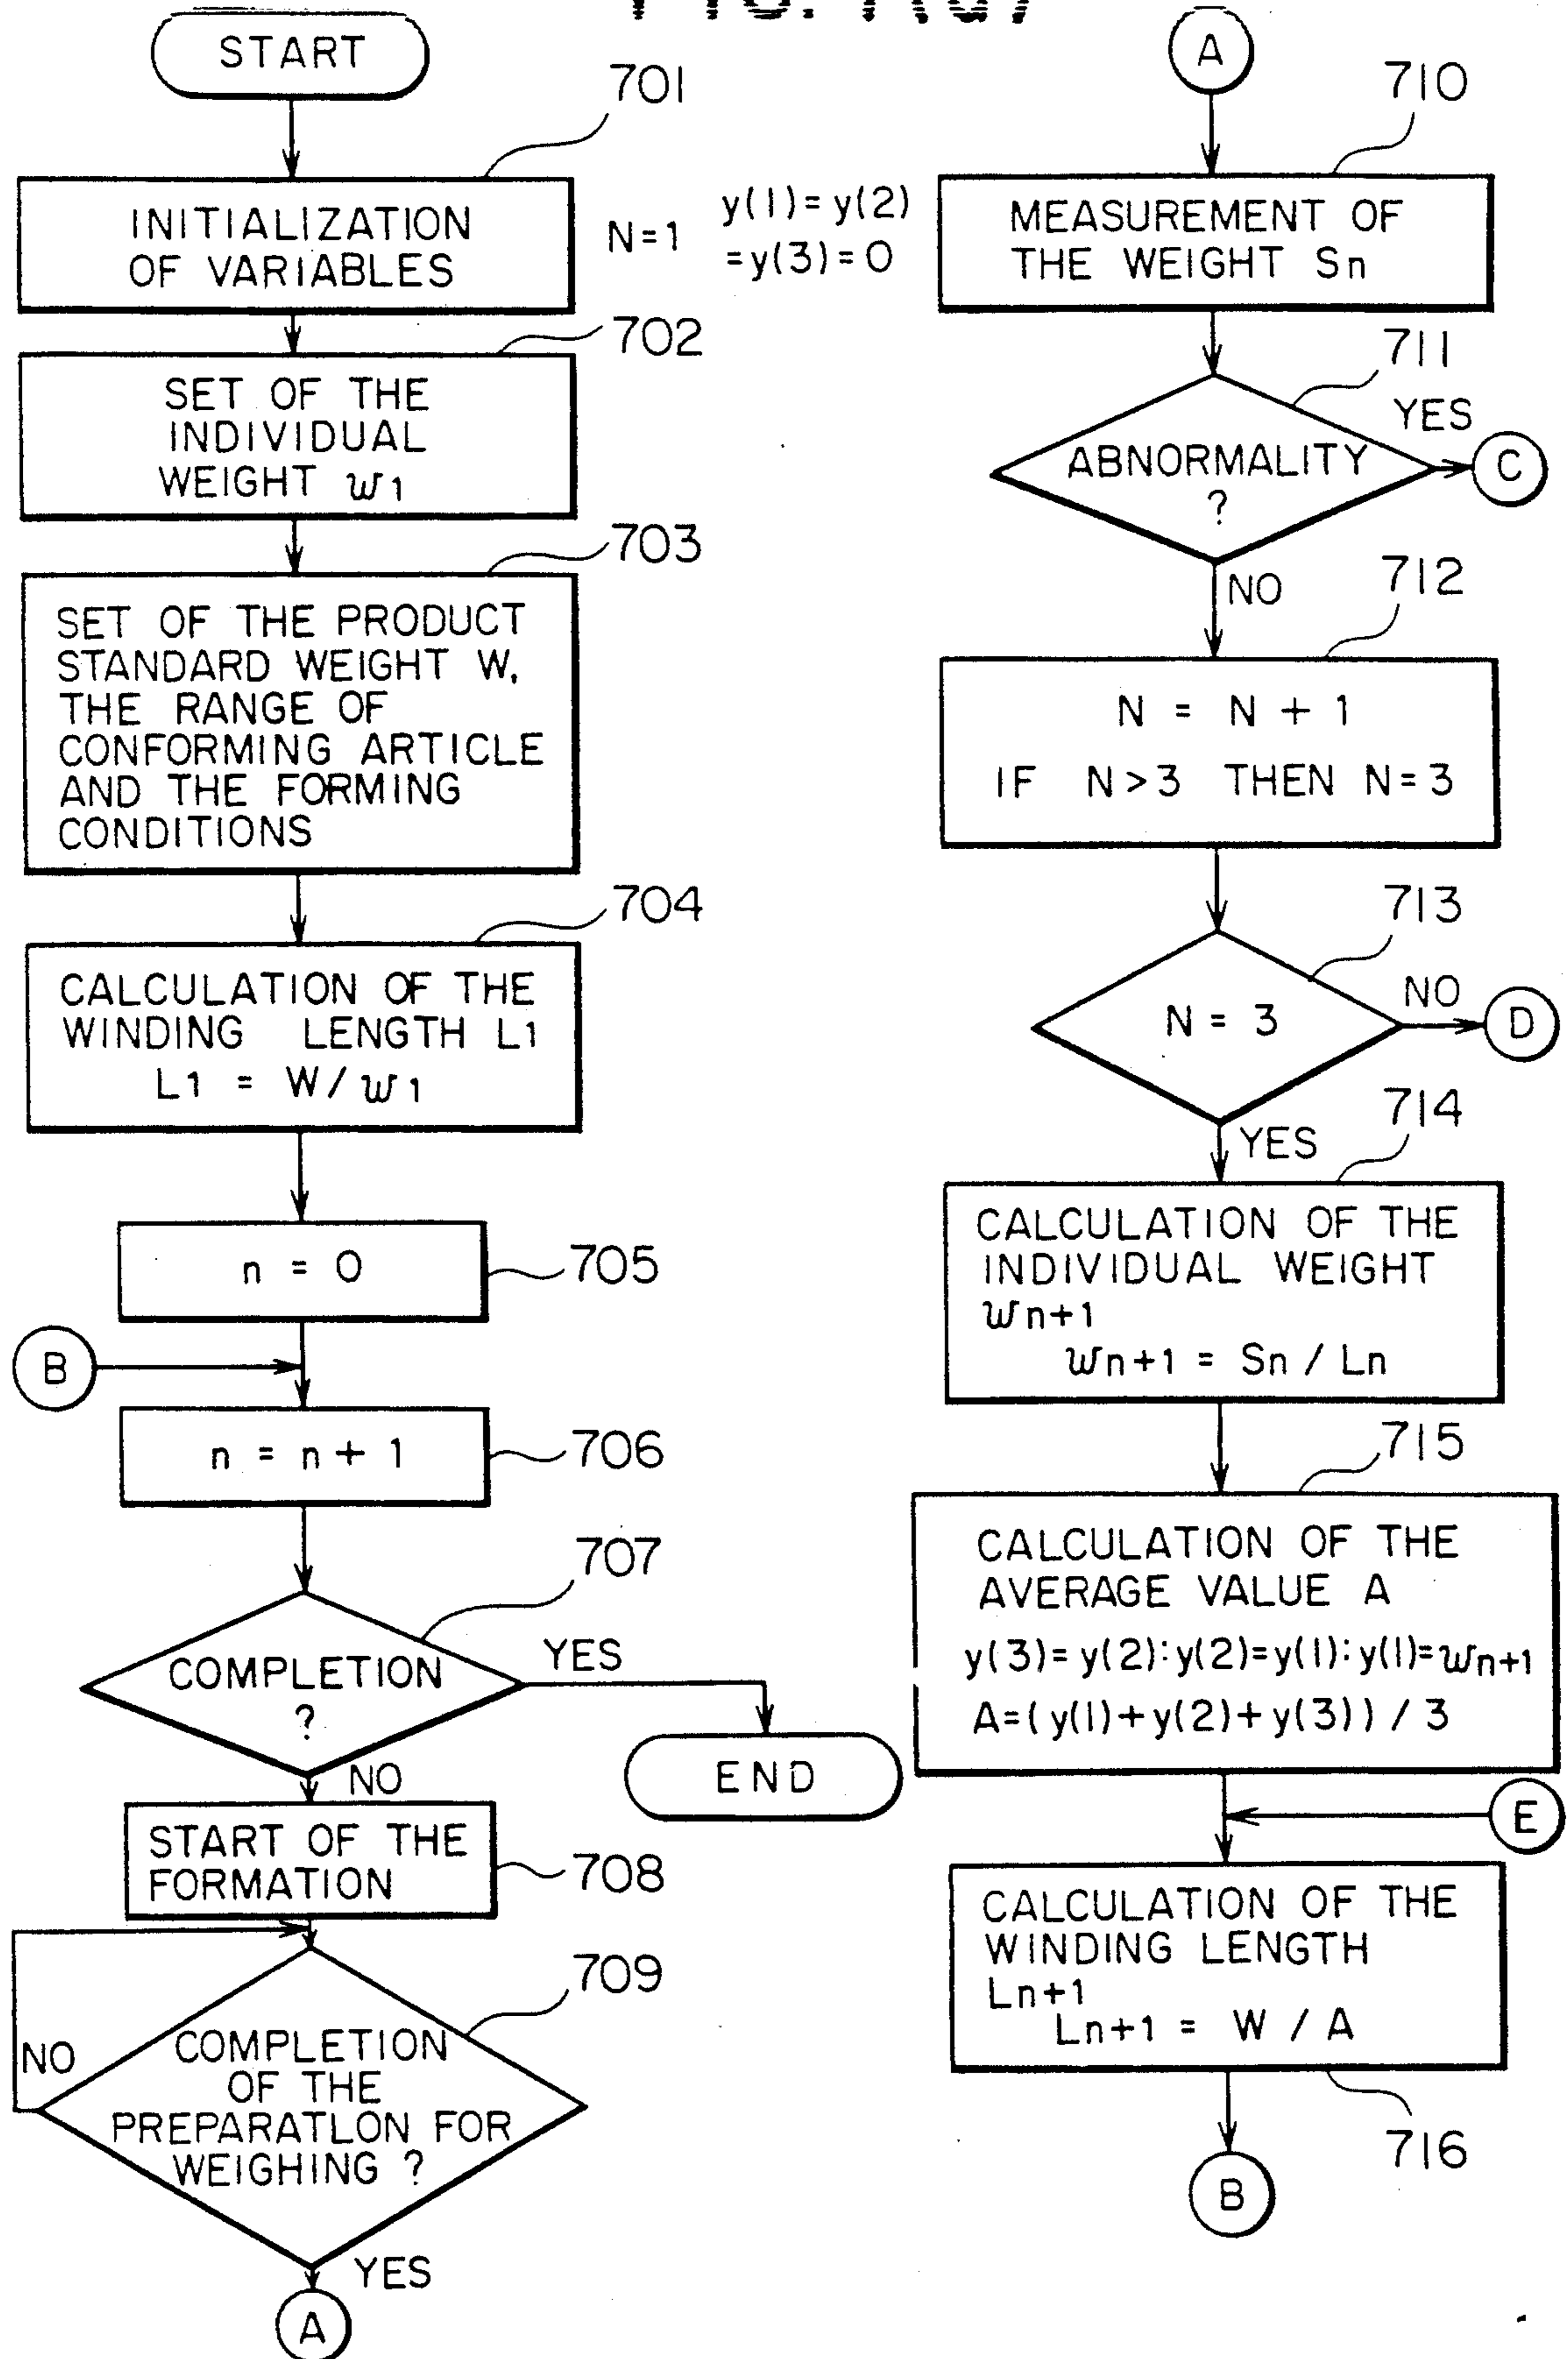 START
701
INITIALIZATION
OF VARIABLES
N=1
y(1)=y(2)
=y(3)=0
702
SET OF THE
INDIVIDUAL
WEIGHT w1
703
SET OF THE PRODUCT
STANDARD WEIGHT W,
THE RANGE OF
CONFORMING ARTICLE
AND THE FORMING
CONDITIONS
704
CALCULATION OF THE
WINDING LENGTH L1
L1 = W/w1
n = 0
705
B
n = n + 1
706
707
COMPLETION
?
YES
END
NO
START OF THE
FORMATION
708
709
NO
COMPLETION
OF THE
PREPARATLON FOR
WEIGHING ?
YES
A
A
710
MEASUREMENT OF
THE WEIGHT Sn
711
YES
ABNORMALITY
?
C
NO
712
N = N + 1
IF N>3 THEN N=3
713
N = 3
NO
D
YES
714
CALCULATION OF THE
INDIVIDUAL WEIGHT
wn+1
wn+1 = Sn / Ln
715
CALCULATION OF THE
AVERAGE VALUE A
y(3)=y(2):y(2)=y(1):y(1)=wn+1
A=(y(1)+y(2)+y(3))/3
E
CALCULATION OF THE
WINDING LENGTH
Ln+1
Ln+1 = W / A
716
B